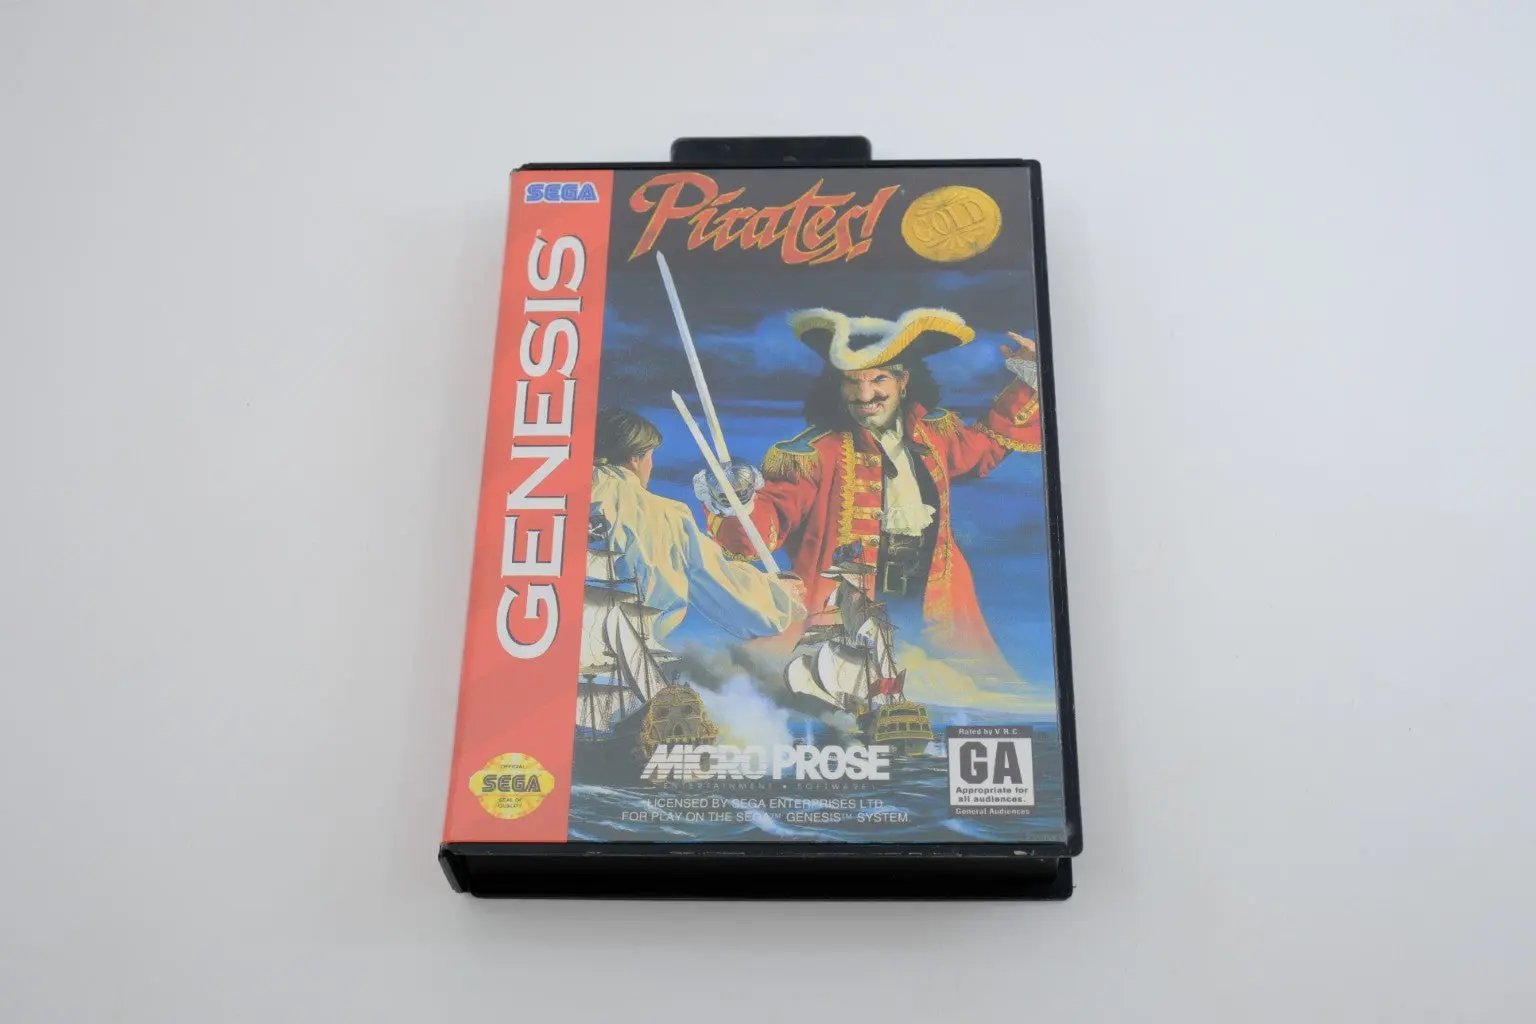 SEGA
GENESIS
Pirates!
GOLD
OFFICIAL
SEGA
SEAL OF
QUALITY
MICRO PROSE
ENTERTAINMENT • SOFTWARE
LICENSED BY SEGA ENTERPRISES LTD.
FOR PLAY ON THE SEGA™ GENESIS™ SYSTEM.
Rated by V.R.C.
GA
Appropriate for
all audiences.
General Audiences